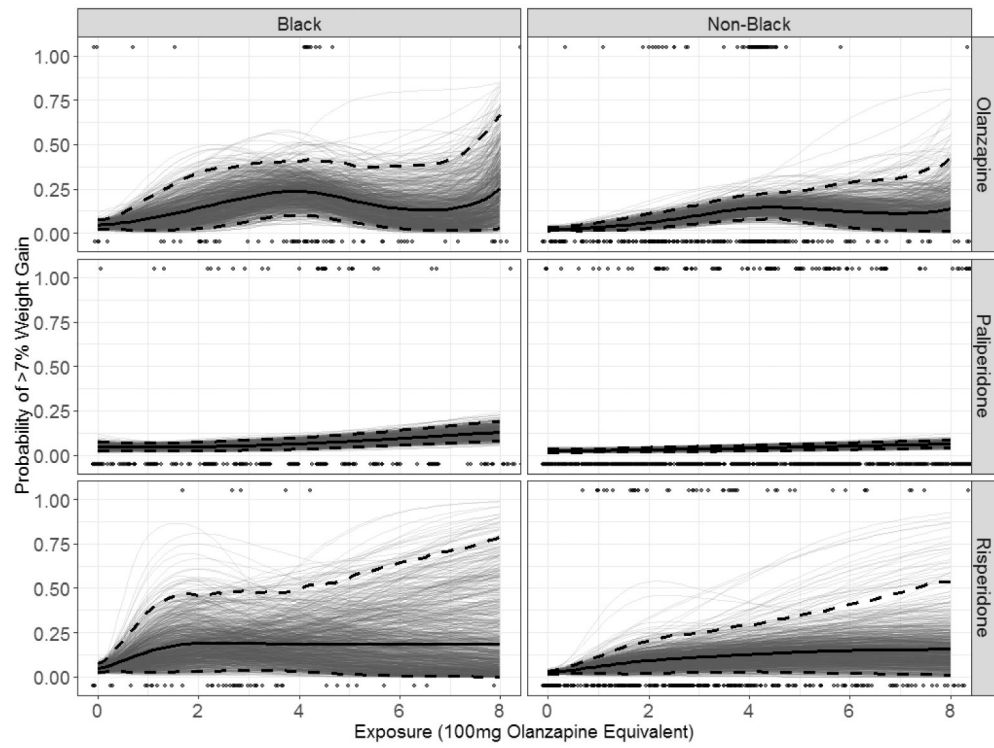 Black
Non-Black
Probability of >7% Weight Gain
1.00
0.75
0.50
0.25
0.00
Olanzapine
1.00
0.75
0.50
0.25
0.00
Paliperidone
1.00
0.75
0.50
0.25
0.00
Risperidone
0 2 4 6 8
0 2 4 6 8
Exposure (100mg Olanzapine Equivalent)